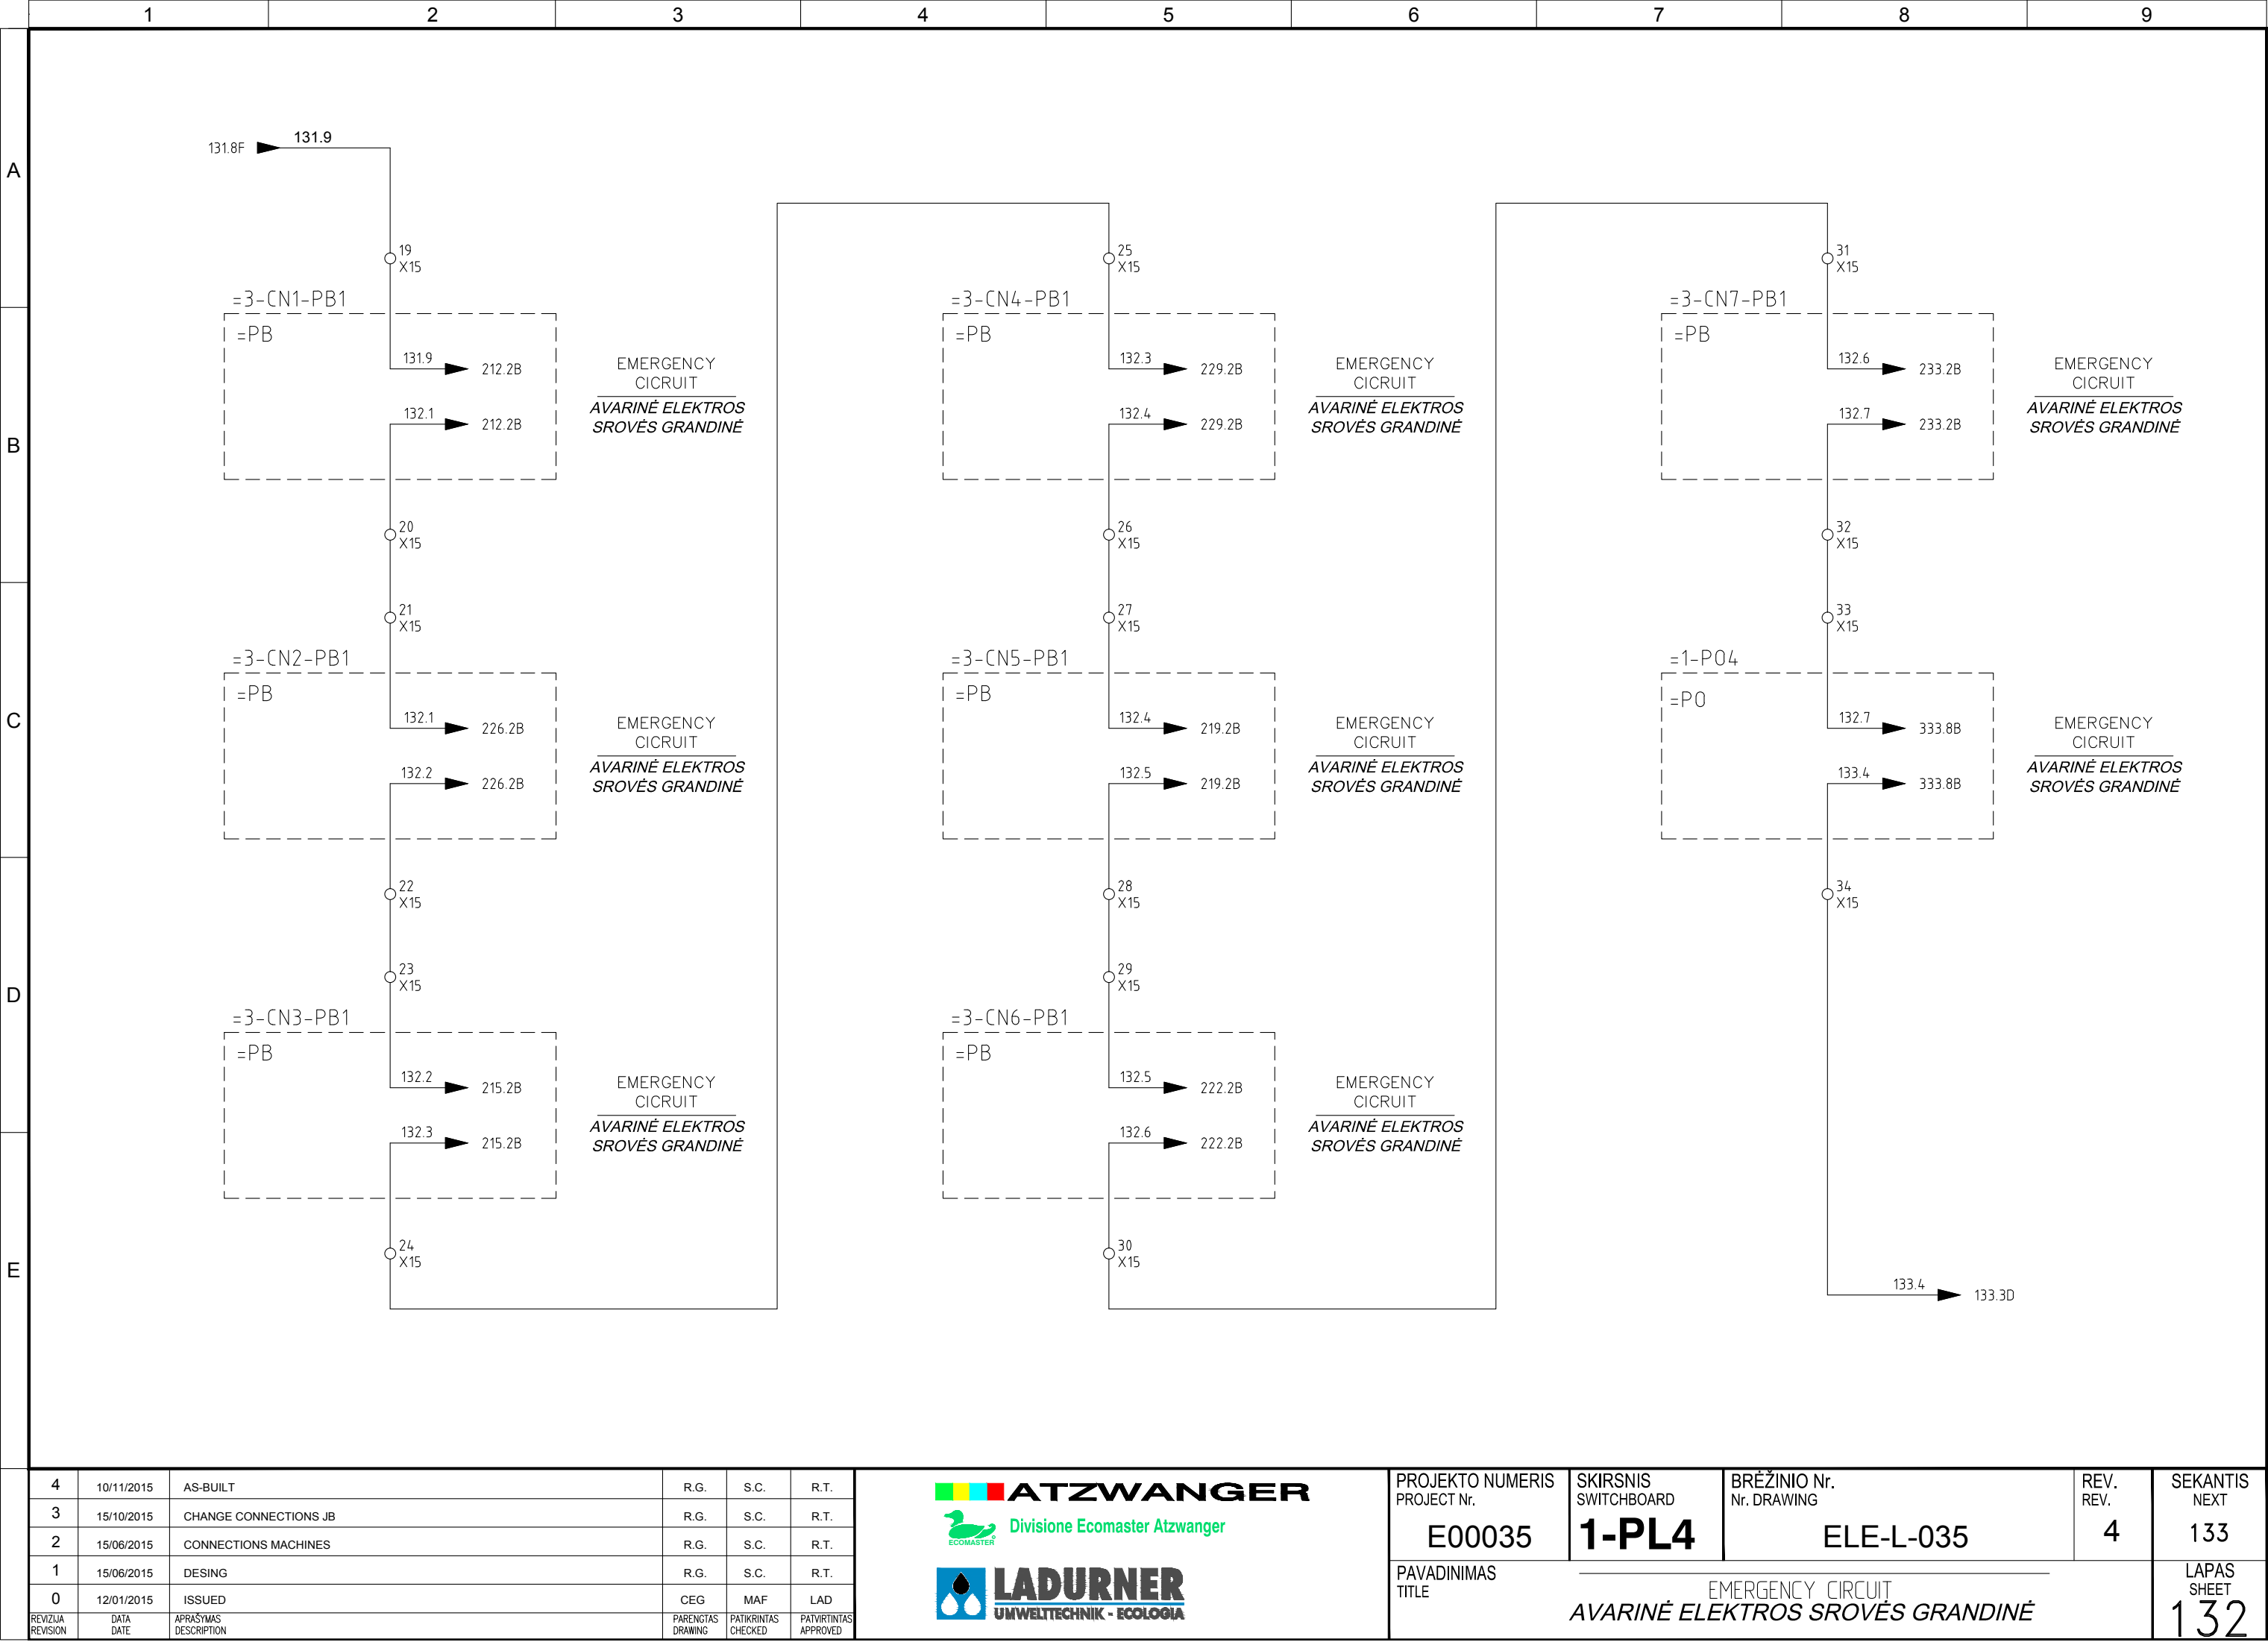 1 2 3 4 5 6 7 8 9
A
B
C
D
E
131.8F 131.9
19
X15
=3-CN1-PB1
=PB
131.9 212.2B
132.1 212.2B
EMERGENCY
CICRUIT
AVARINĖ ELEKTROS
SROVĖS GRANDINĖ
20
X15
21
X15
=3-CN2-PB1
=PB
132.1 226.2B
132.2 226.2B
EMERGENCY
CICRUIT
AVARINĖ ELEKTROS
SROVĖS GRANDINĖ
22
X15
23
X15
=3-CN3-PB1
=PB
132.2 215.2B
132.3 215.2B
EMERGENCY
CICRUIT
AVARINĖ ELEKTROS
SROVĖS GRANDINĖ
24
X15
25
X15
=3-CN4-PB1
=PB
132.3 229.2B
132.4 229.2B
EMERGENCY
CICRUIT
AVARINĖ ELEKTROS
SROVĖS GRANDINĖ
26
X15
27
X15
=3-CN5-PB1
=PB
132.4 219.2B
132.5 219.2B
EMERGENCY
CICRUIT
AVARINĖ ELEKTROS
SROVĖS GRANDINĖ
28
X15
29
X15
=3-CN6-PB1
=PB
132.5 222.2B
132.6 222.2B
EMERGENCY
CICRUIT
AVARINĖ ELEKTROS
SROVĖS GRANDINĖ
30
X15
31
X15
=3-CN7-PB1
=PB
132.6 233.2B
132.7 233.2B
EMERGENCY
CICRUIT
AVARINĖ ELEKTROS
SROVĖS GRANDINĖ
32
X15
33
X15
=1-PO4
=PO
132.7 333.8B
133.4 333.8B
EMERGENCY
CICRUIT
AVARINĖ ELEKTROS
SROVĖS GRANDINĖ
34
X15
133.4 133.3D
4 10/11/2015 AS-BUILT R.G. S.C. R.T.
3 15/10/2015 CHANGE CONNECTIONS JB R.G. S.C. R.T.
2 15/06/2015 CONNECTIONS MACHINES R.G. S.C. R.T.
1 15/06/2015 DESING R.G. S.C. R.T.
0 12/01/2015 ISSUED CEG MAF LAD
REVIZIJA DATA APRAŠYMAS PARENGTAS PATIKRINTAS PATVIRTINTAS
REVISION DATE DESCRIPTION DRAWING CHECKED APPROVED
ATZWANGER
Divisione Ecomaster Atzwanger
ECOMASTER
LADURNER
UMWELTTECHNIK - ECOLOGIA
PROJEKTO NUMERIS
PROJECT Nr.
E00035
SKIRSNIS
SWITCHBOARD
1-PL4
BRĖŽINIO Nr.
Nr. DRAWING
ELE-L-035
REV.
REV.
4
SEKANTIS
NEXT
133
PAVADINIMAS
TITLE
EMERGENCY CIRCUIT
AVARINĖ ELEKTROS SROVĖS GRANDINĖ
LAPAS
SHEET
132